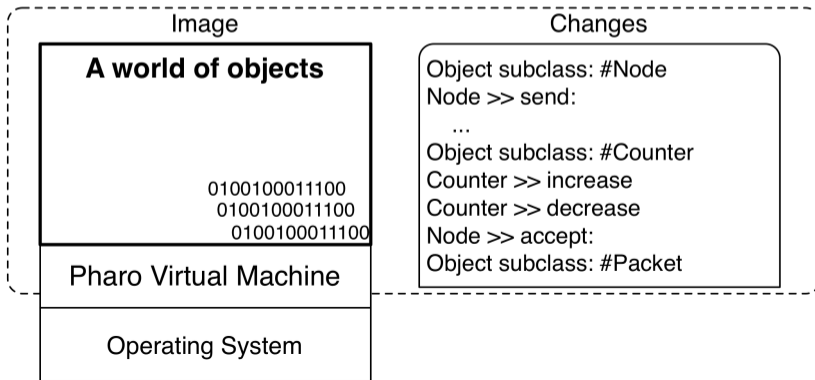 Image
A world of objects
0100100011100
0100100011100
0100100011100
Pharo Virtual Machine
Operating System
Changes
Object subclass: #Node
Node >> send:
...
Object subclass: #Counter
Counter >> increase
Counter >> decrease
Node >> accept:
Object subclass: #Packet